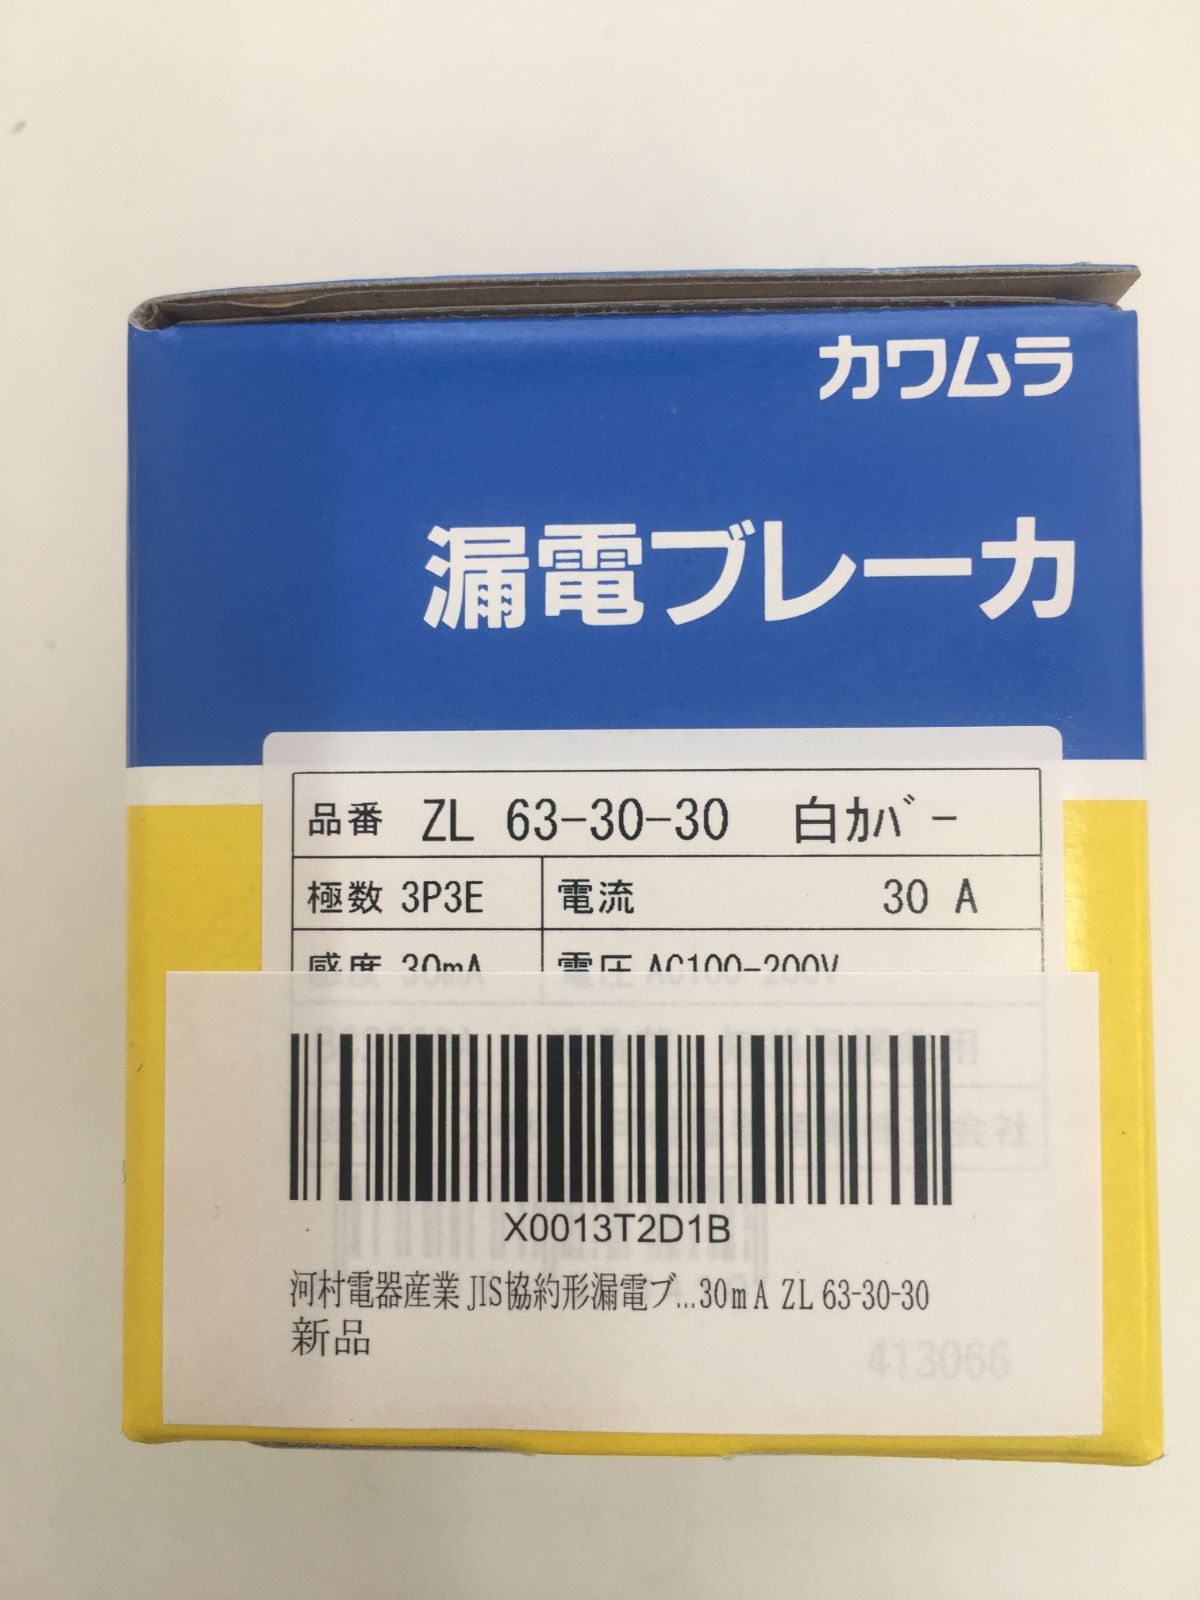 カワムラ
漏電ブレーカ
品番 ZL 63-30-30 白ｶﾊﾞｰ
極数 3P3E 電流 30 A
感度 30mA 電圧 AC100-200V
X0013T2D1B
河村電器産業 JIS協約形漏電ブ...30mA ZL 63-30-30
新品
413066